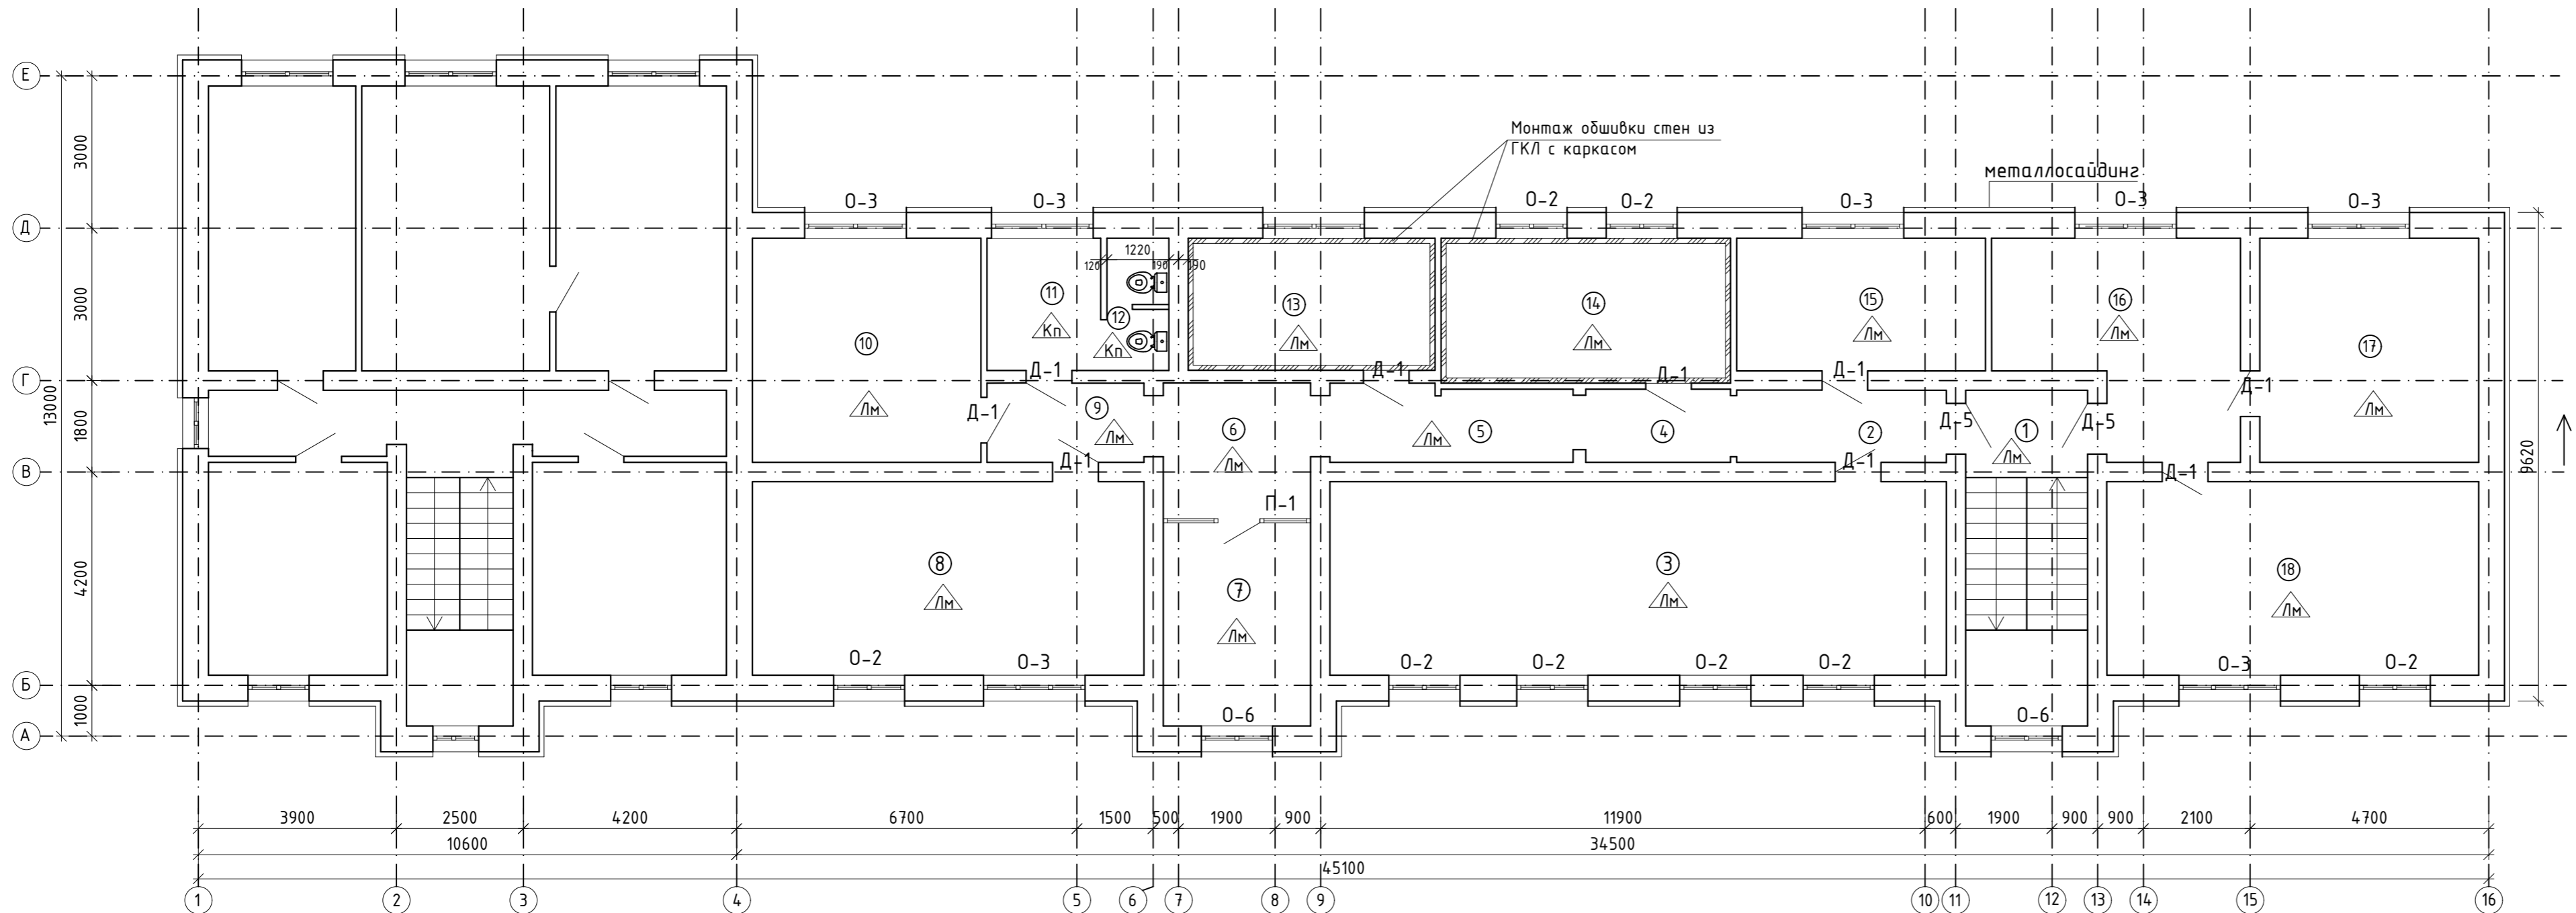 Е
Д
Г
В
Б
А
3000
3000
1800
4200
1000
13000
Монтаж обшивки стен из
ГКЛ с каркасом
металлосайдинг
О-3
О-3
О-2
О-2
О-3
О-3
О-3
1220
120
190
190
11
Кп
12
Кп
13
Лм
14
Лм
15
Лм
16
Лм
17
Лм
10
Лм
Д-1
Д-1
Д-1
Д-1
Д-1
Д-1
9
Лм
Д-1
6
Лм
Лм
5
4
2
Д-1
Д-5
1
Лм
Д-5
Д-1
9620
П-1
8
Лм
7
Лм
3
Лм
18
Лм
О-2
О-3
О-6
О-2
О-2
О-2
О-2
О-6
О-3
О-2
3900
2500
4200
6700
1500
500
1900
900
11900
600
1900
900
900
2100
4700
10600
34500
45100
1
2
3
4
5
6
7
8
9
10
11
12
13
14
15
16